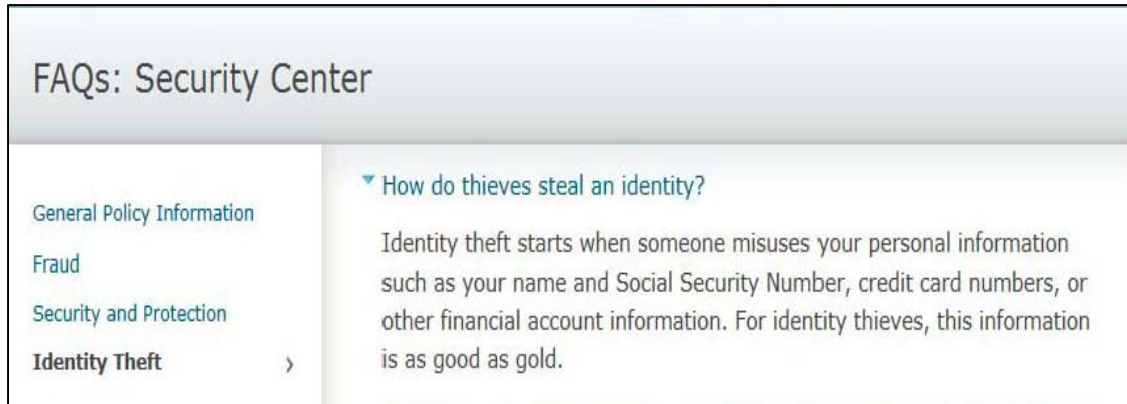 FAQs: Security Center
General Policy Information
Fraud
Security and Protection
Identity Theft
How do thieves steal an identity?
Identity theft starts when someone misuses your personal information
such as your name and Social Security Number, credit card numbers, or
other financial account information. For identity thieves, this information
is as good as gold.